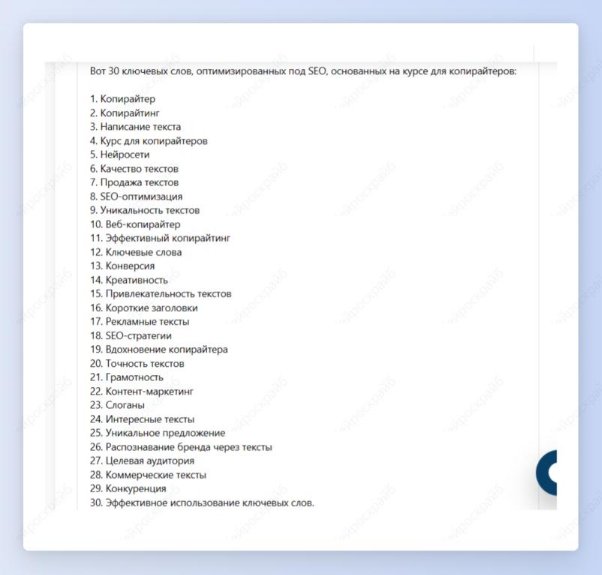 Вот 30 ключевых слов, оптимизированных под SEO, основанных на курсе для копирайтеров:
1. Копирайтер
2. Копирайтинг
3. Написание текста
4. Курс для копирайтеров
5. Нейросети
6. Качество текстов
7. Продажа текстов
8. SEO-оптимизация
9. Уникальность текстов
10. Веб-копирайтер
11. Эффективный копирайтинг
12. Ключевые слова
13. Конверсия
14. Креативность
15. Привлекательность текстов
16. Короткие заголовки
17. Рекламные тексты
18. SEO-стратегии
19. Вдохновение копирайтера
20. Точность текстов
21. Грамотность
22. Контент-маркетинг
23. Слоганы
24. Интересные тексты
25. Уникальное предложение
26. Распознавание бренда через тексты
27. Целевая аудитория
28. Коммерческие тексты
29. Конкуренция
30. Эффективное использование ключевых слов.